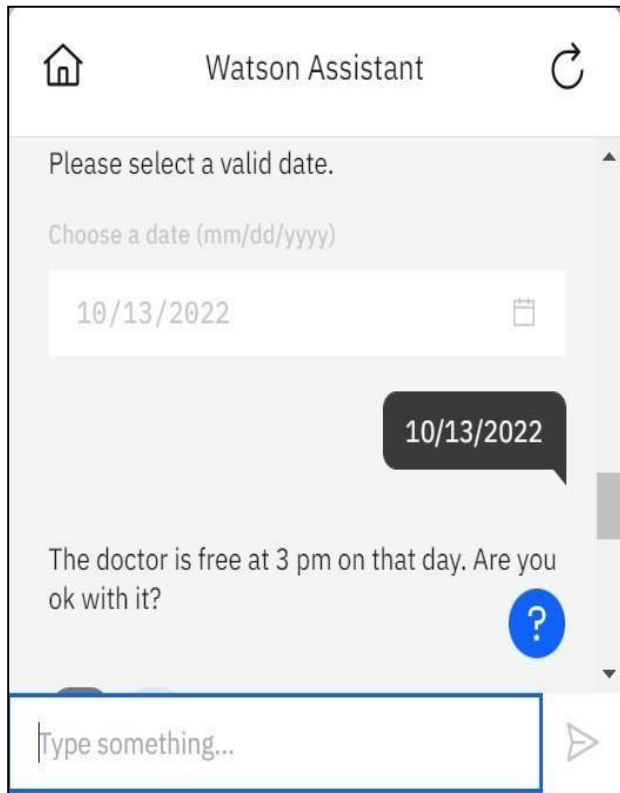 Watson Assistant
Please select a valid date.
Choose a date (mm/dd/yyyy)
10/13/2022
10/13/2022
The doctor is free at 3 pm on that day. Are you
ok with it?
?
Type something...